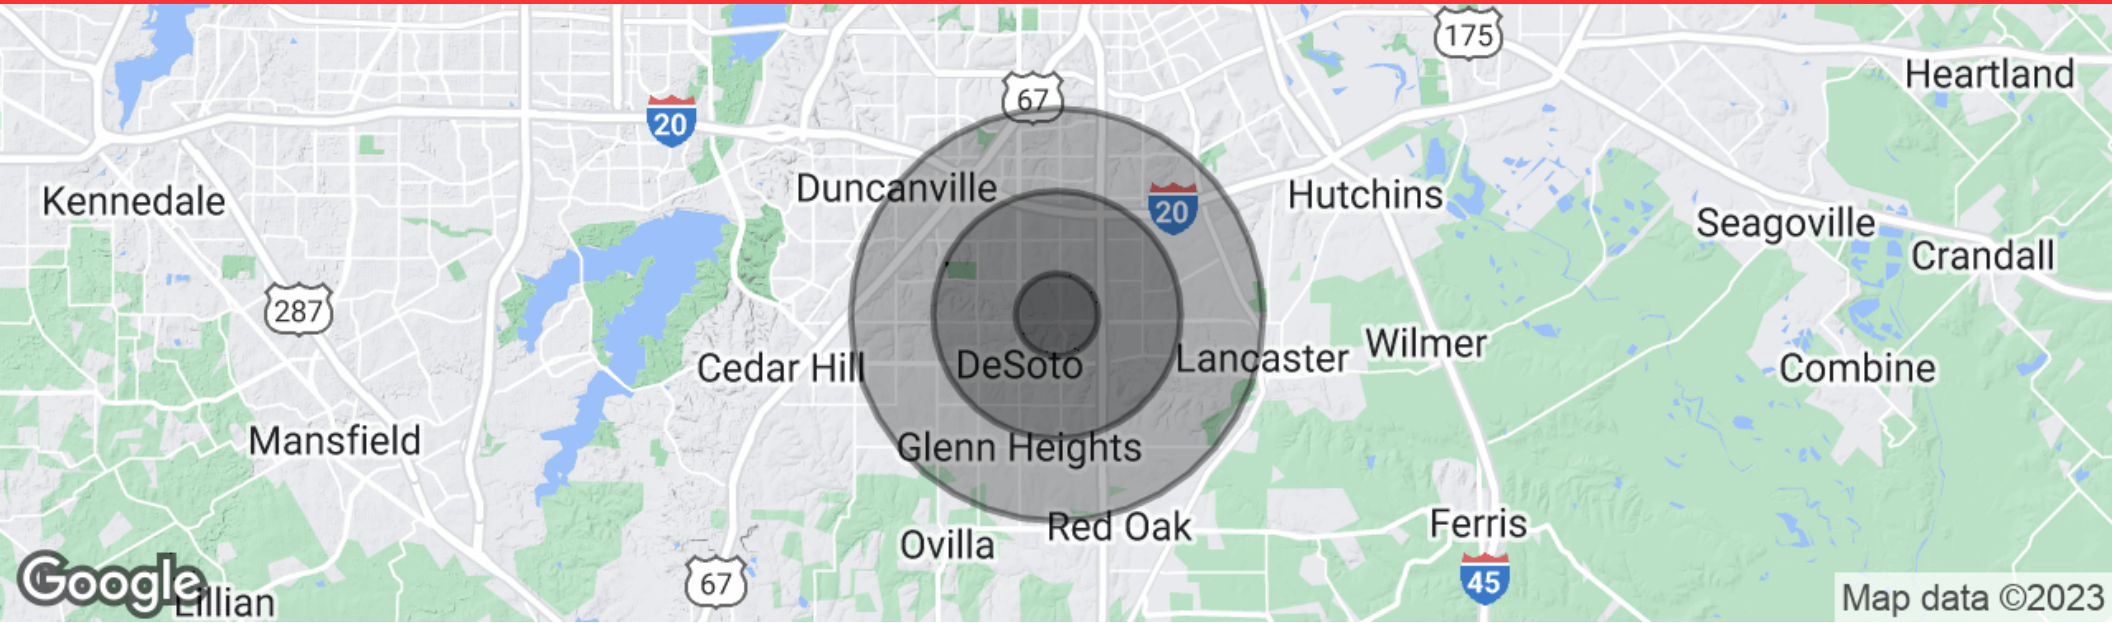 175
Heartland
67
20
Duncanville
20
Hutchins
Kennedale
Seagoville
Crandall
287
Wilmer
Cedar Hill
DeSoto
Lancaster
Combine
Mansfield
Glenn Heights
Ferris
Red Oak
Ovilla
67
45
Google
Lillian
Map data ©2023